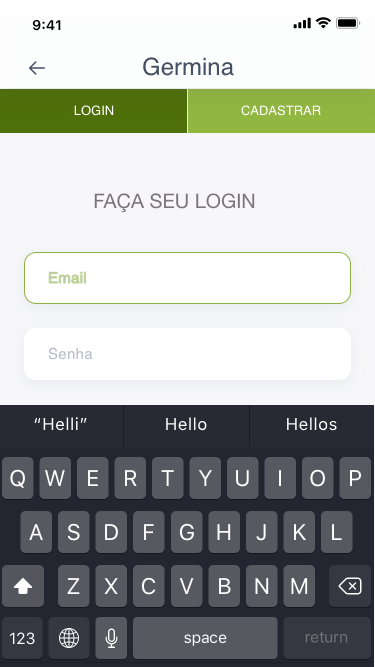 9:41
Germina
LOGIN CADASTRAR
FAÇA SEU LOGIN
Email
Senha
“Helli” Hello Hellos
Q W E R T Y U I O P
A S D F G H J K L
Z X C V B N M
123 space return